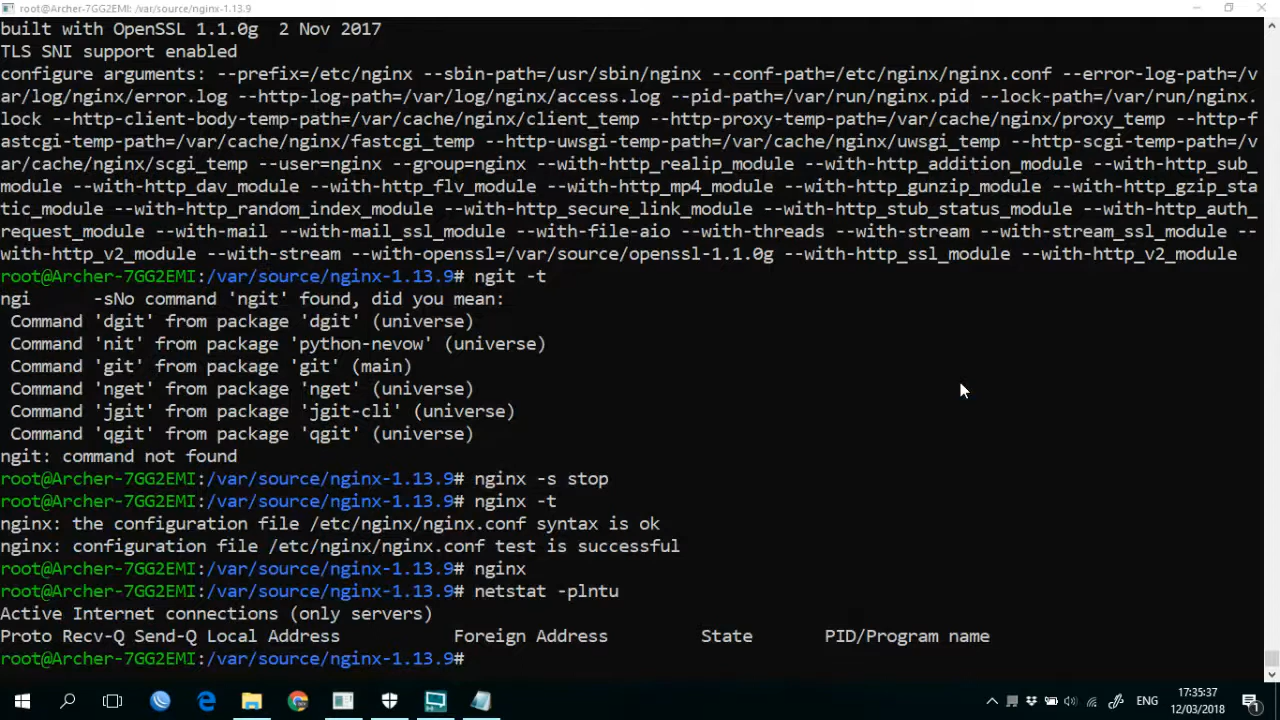 root@Archer-7GG2EMI: /var/source/nginx-1.13.9
built with OpenSSL 1.1.0g  2 Nov 2017
TLS SNI support enabled
configure arguments: --prefix=/etc/nginx --sbin-path=/usr/sbin/nginx --conf-path=/etc/nginx/nginx.conf --error-log-path=/v
ar/log/nginx/error.log --http-log-path=/var/log/nginx/access.log --pid-path=/var/run/nginx.pid --lock-path=/var/run/nginx.
lock --http-client-body-temp-path=/var/cache/nginx/client_temp --http-proxy-temp-path=/var/cache/nginx/proxy_temp --http-f
astcgi-temp-path=/var/cache/nginx/fastcgi_temp --http-uwsgi-temp-path=/var/cache/nginx/uwsgi_temp --http-scgi-temp-path=/v
ar/cache/nginx/scgi_temp --user=nginx --group=nginx --with-http_realip_module --with-http_addition_module --with-http_sub_
module --with-http_dav_module --with-http_flv_module --with-http_mp4_module --with-http_gunzip_module --with-http_gzip_sta
tic_module --with-http_random_index_module --with-http_secure_link_module --with-http_stub_status_module --with-http_auth_
request_module --with-mail --with-mail_ssl_module --with-file-aio --with-threads --with-stream --with-stream_ssl_module --
with-http_v2_module --with-stream --with-openssl=/var/source/openssl-1.1.0g --with-http_ssl_module --with-http_v2_module
root@Archer-7GG2EMI:/var/source/nginx-1.13.9# ngit -t
ngi      -sNo command 'ngit' found, did you mean:
 Command 'dgit' from package 'dgit' (universe)
 Command 'nit' from package 'python-nevow' (universe)
 Command 'git' from package 'git' (main)
 Command 'nget' from package 'nget' (universe)
 Command 'jgit' from package 'jgit-cli' (universe)
 Command 'qgit' from package 'qgit' (universe)
ngit: command not found
root@Archer-7GG2EMI:/var/source/nginx-1.13.9# nginx -s stop
root@Archer-7GG2EMI:/var/source/nginx-1.13.9# nginx -t
nginx: the configuration file /etc/nginx/nginx.conf syntax is ok
nginx: configuration file /etc/nginx/nginx.conf test is successful
root@Archer-7GG2EMI:/var/source/nginx-1.13.9# nginx
root@Archer-7GG2EMI:/var/source/nginx-1.13.9# netstat -plntu
Active Internet connections (only servers)
Proto Recv-Q Send-Q Local Address           Foreign Address         State       PID/Program name
root@Archer-7GG2EMI:/var/source/nginx-1.13.9#
ENG
17:35:37
12/03/2018
1